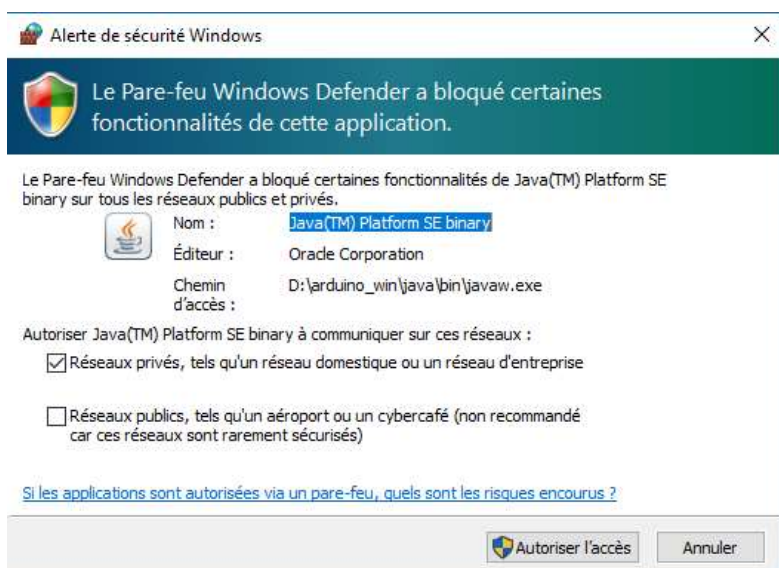 Alerte de sécurité Windows
Le Pare-feu Windows Defender a bloqué certaines
fonctionnalités de cette application.
Le Pare-feu Windows Defender a bloqué certaines fonctionnalités de Java(TM) Platform SE
binary sur tous les réseaux publics et privés.
Nom : Java(TM) Platform SE binary
Éditeur : Oracle Corporation
Chemin D:\arduino_win\java\bin\javaw.exe
d'accès :
Autoriser Java(TM) Platform SE binary à communiquer sur ces réseaux :
Réseaux privés, tels qu'un réseau domestique ou un réseau d'entreprise
Réseaux publics, tels qu'un aéroport ou un cybercafé (non recommandé
car ces réseaux sont rarement sécurisés)
Si les applications sont autorisées via un pare-feu, quels sont les risques encourus ?
Autoriser l'accès Annuler